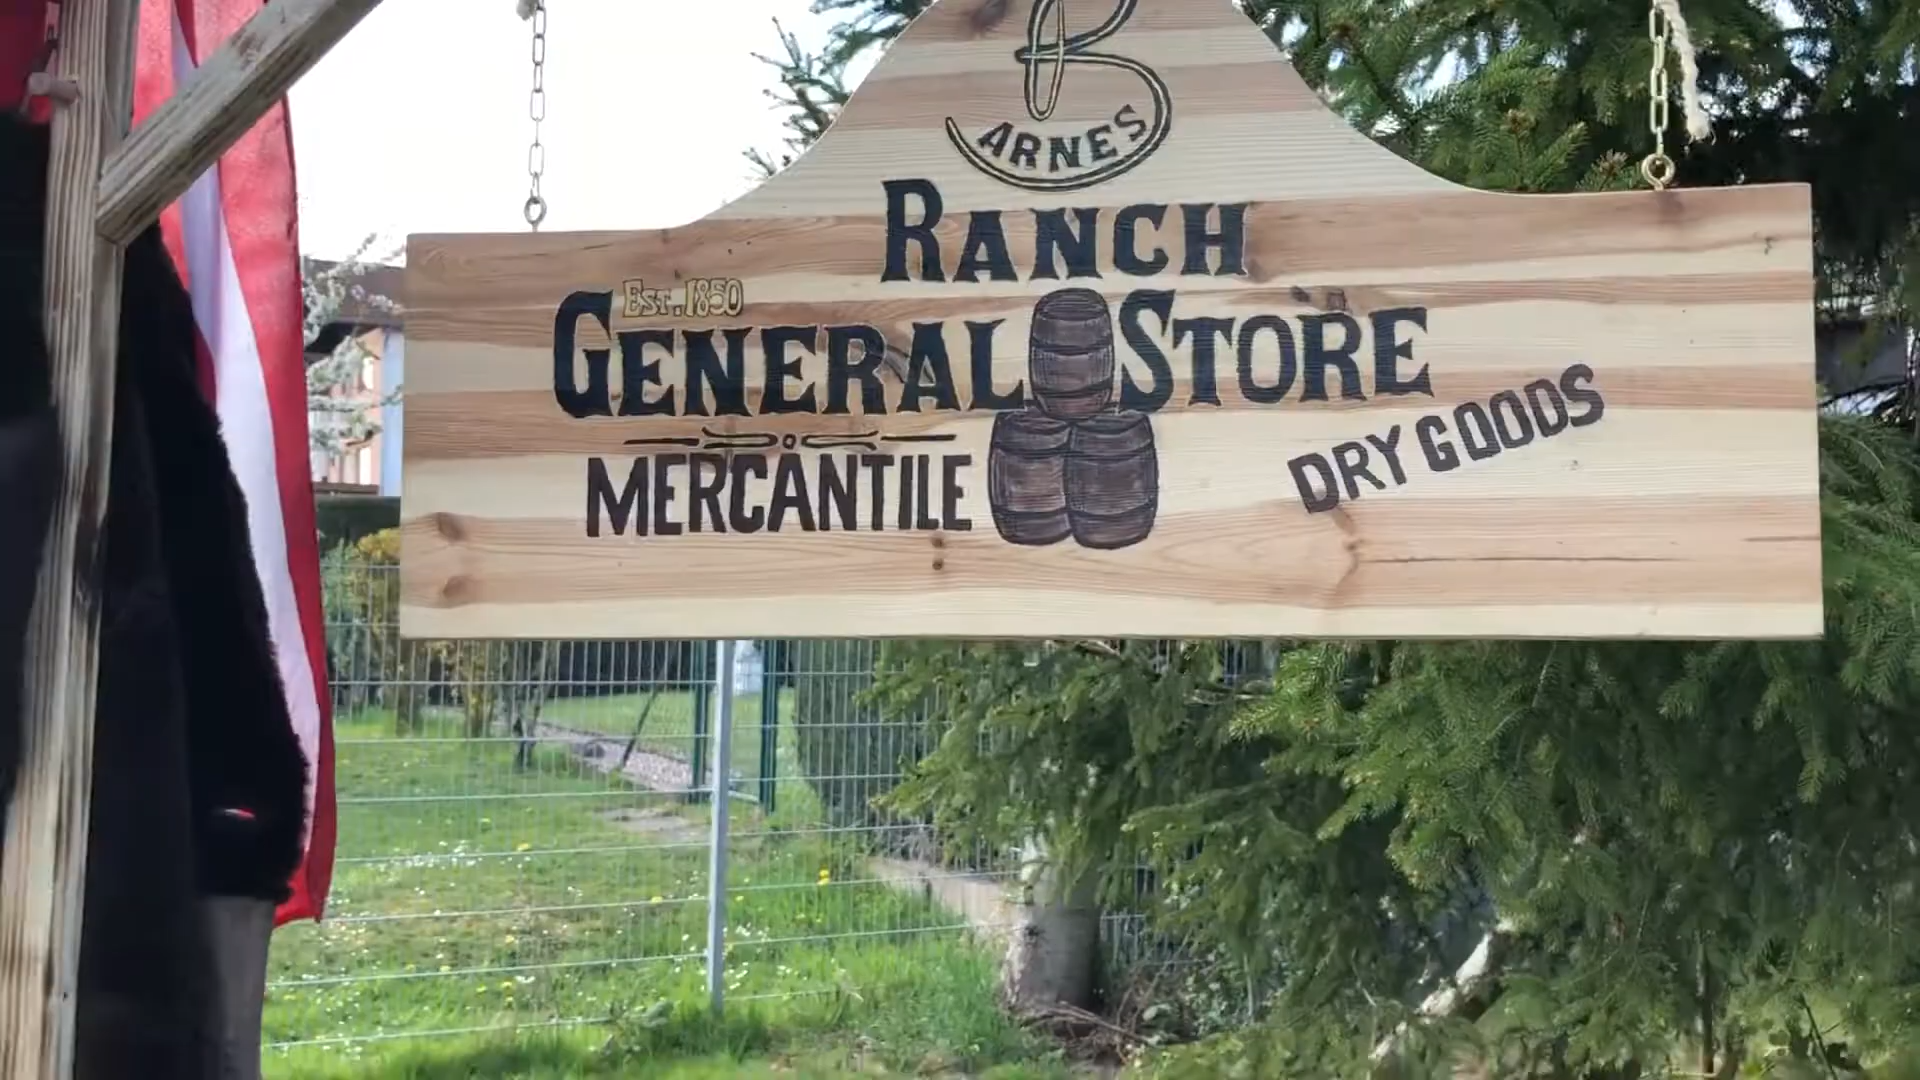 BARNES
RANCH
EST. 1850
GENERAL STORE
MERCANTILE
DRY GOODS